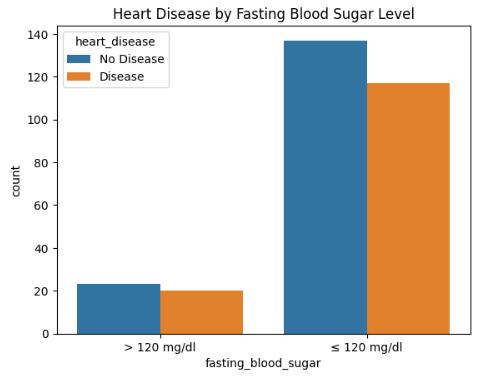 Heart Disease by Fasting Blood Sugar Level
heart_disease
No Disease
Disease
140
120
100
80
60
40
20
0
count
> 120 mg/dl
≤ 120 mg/dl
fasting_blood_sugar